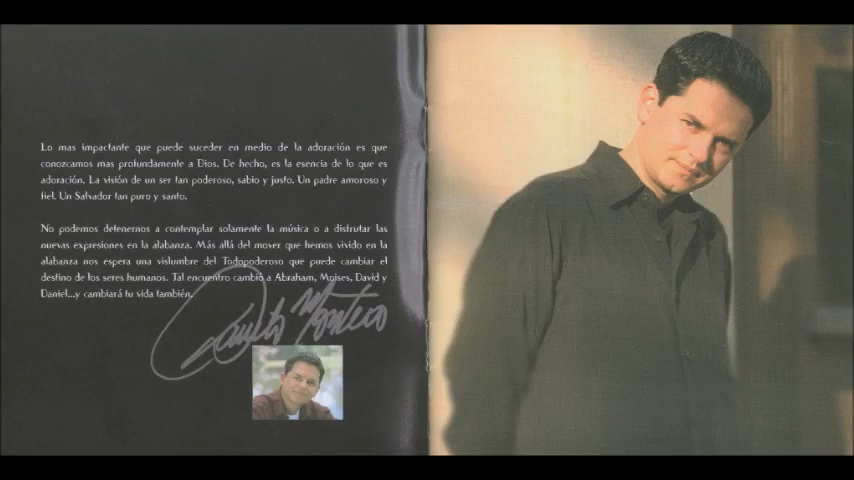 Lo mas impactante que puede suceder en medio de la adoración es que
conozcamos mas profundamente a Dios. De hecho, es la esencia de lo que es
adoración. La visión de un ser tan poderoso, sabio y justo. Un padre amoroso y
fiel. Un Salvador tan puro y santo.
No podemos detenernos a contemplar solamente la música o a disfrutar las
nuevas expresiones en la alabanza. Más allá del mover que hemos vivido en la
alabanza nos espera una vislumbre del Todopoderoso que puede cambiar el
destino de los seres humanos. Tal encuentro cambió a Abraham, Moises, David y
Daniel...y cambiará tu vida también.
Montero